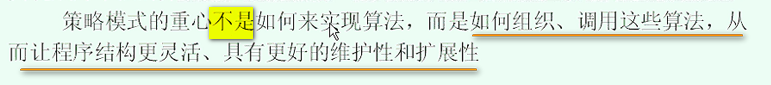 策略模式的重心不是如何来实现算法，而是如何组织、调用这些算法，从
而让程序结构更灵活、具有更好的维护性和扩展性